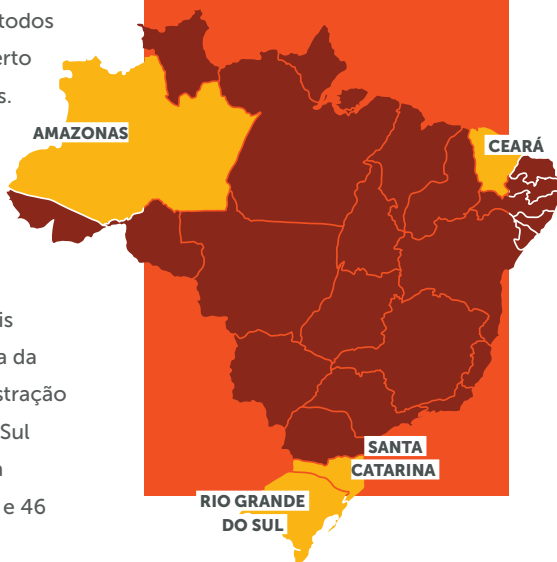 todos
erto
s.
AMAZONAS
CEARÁ
is
a da
stração
Sul
e 46
SANTA
CATARINA
RIO GRANDE
DO SUL